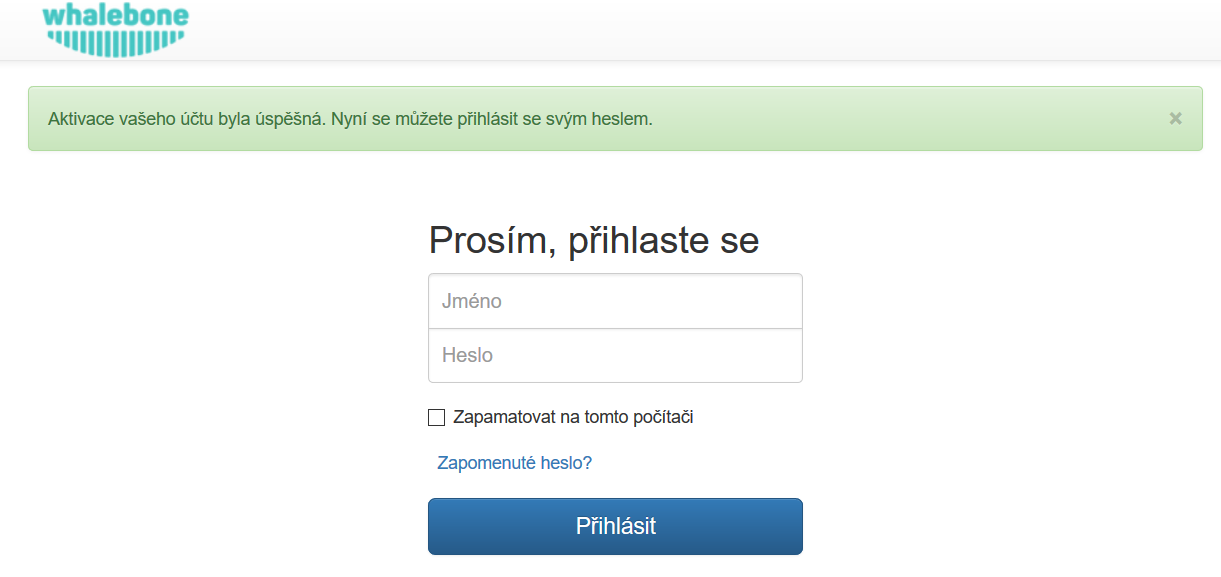 whalebone
Aktivace vašeho účtu byla úspěšná. Nyní se můžete přihlásit se svým heslem.
×
Prosím, přihlaste se
Jméno
Heslo
Zapamatovat na tomto počítači
Zapomenuté heslo?
Přihlásit